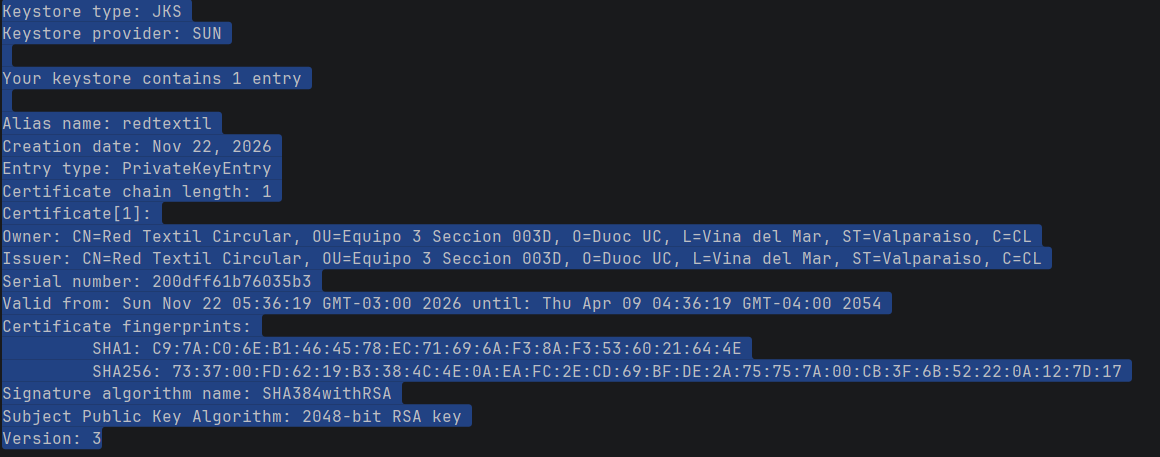 Keystore type: JKS
Keystore provider: SUN
Your keystore contains 1 entry
Alias name: redtextil
Creation date: Nov 22, 2026
Entry type: PrivateKeyEntry
Certificate chain length: 1
Certificate[1]:
Owner: CN=Red Textil Circular, OU=Equipo 3 Seccion 003D, O=Duoc UC, L=Vina del Mar, ST=Valparaiso, C=CL
Issuer: CN=Red Textil Circular, OU=Equipo 3 Seccion 003D, O=Duoc UC, L=Vina del Mar, ST=Valparaiso, C=CL
Serial number: 200dff61b76035b3
Valid from: Sun Nov 22 05:36:19 GMT-03:00 2026 until: Thu Apr 09 04:36:19 GMT-04:00 2054
Certificate fingerprints:
SHA1: C9:7A:C0:6E:B1:46:45:78:EC:71:69:6A:F3:8A:F3:53:60:21:64:4E
SHA256: 73:37:00:FD:62:19:B3:38:4C:4E:0A:EA:FC:2E:CD:69:BF:DE:2A:75:75:7A:00:CB:3F:6B:52:22:0A:12:7D:17
Signature algorithm name: SHA384withRSA
Subject Public Key Algorithm: 2048-bit RSA key
Version: 3